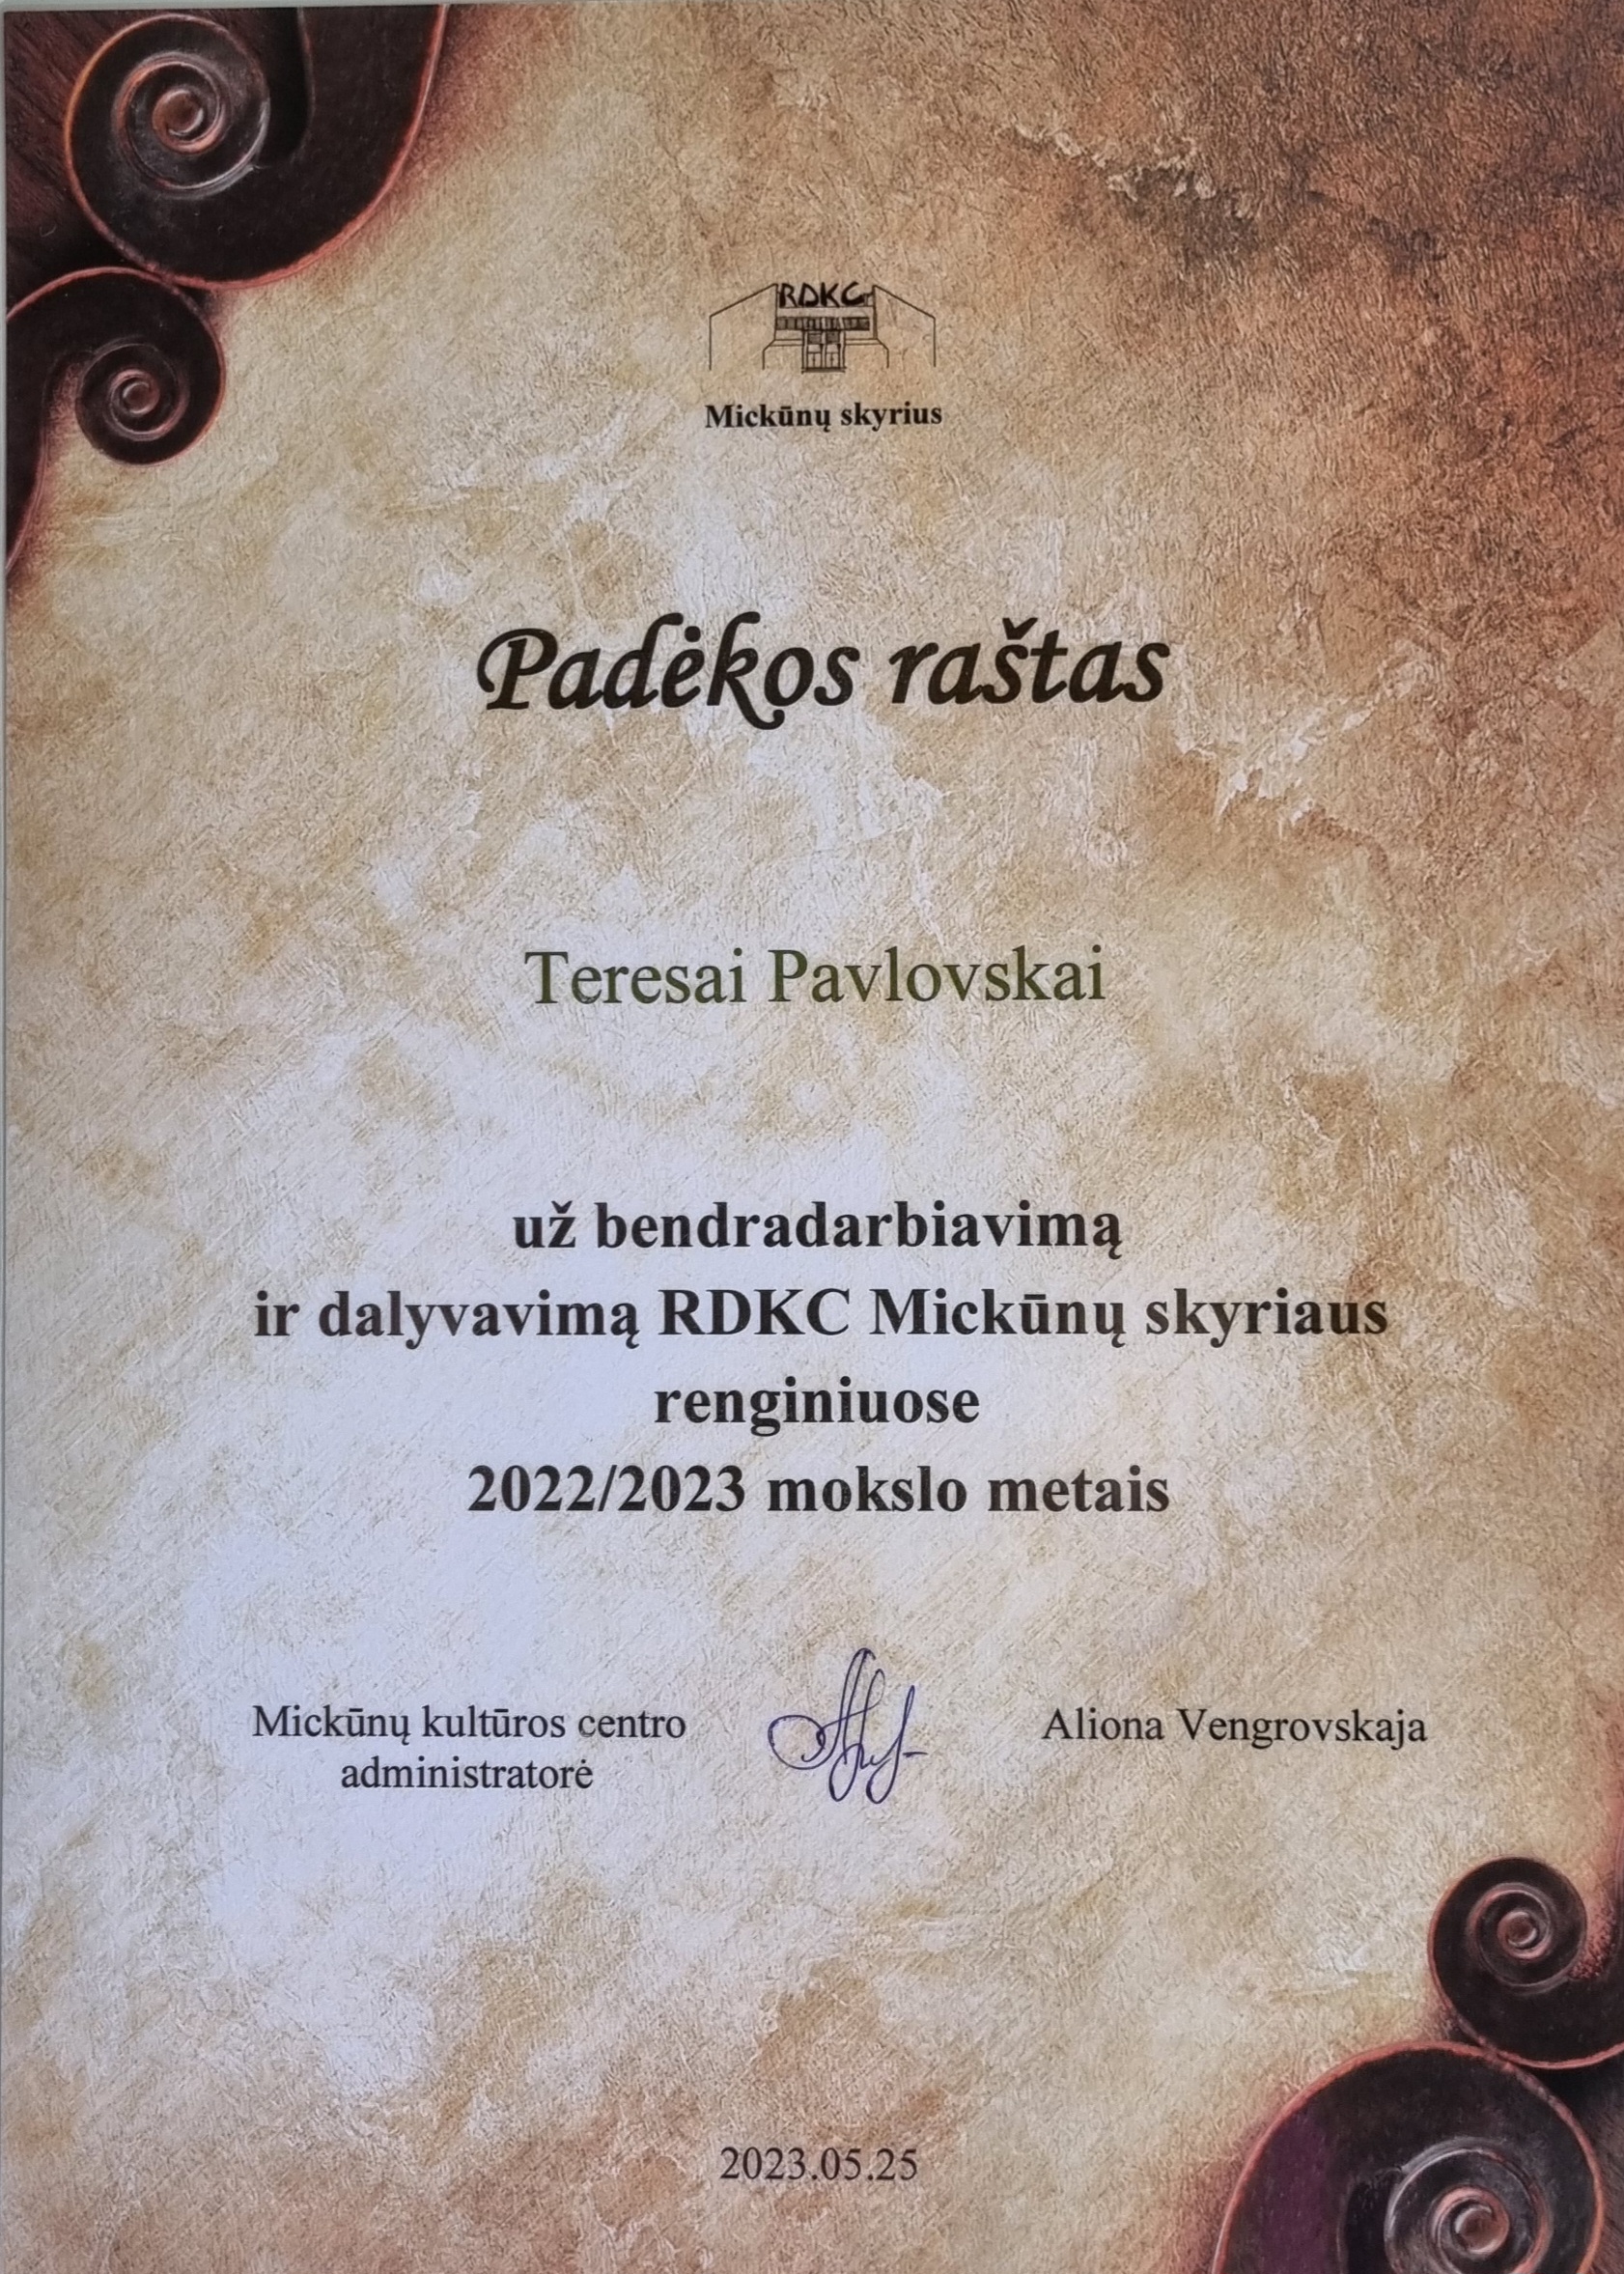 RDKC
Mickūnų skyrius
Padėkos raštas
Teresai Pavlovskai
už bendradarbiavimą
ir dalyvavimą RDKC Mickūnų skyriaus
renginiuose
2022/2023 mokslo metais
Mickūnų kultūros centro
administratorė
Aliona Vengrovskaja
2023.05.25